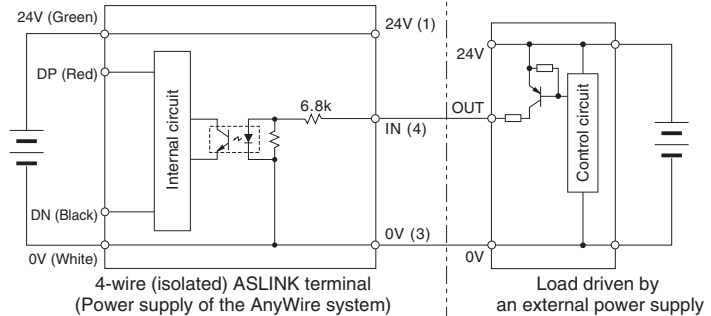 24V (Green)
24V (1)
DP (Red)
24V
6.8k
OUT
IN (4)
Internal circuit
Control circuit
DN (Black)
0V (3)
0V (White)
0V
4-wire (isolated) ASLINK terminal
(Power supply of the AnyWire system)
Load driven by
an external power supply